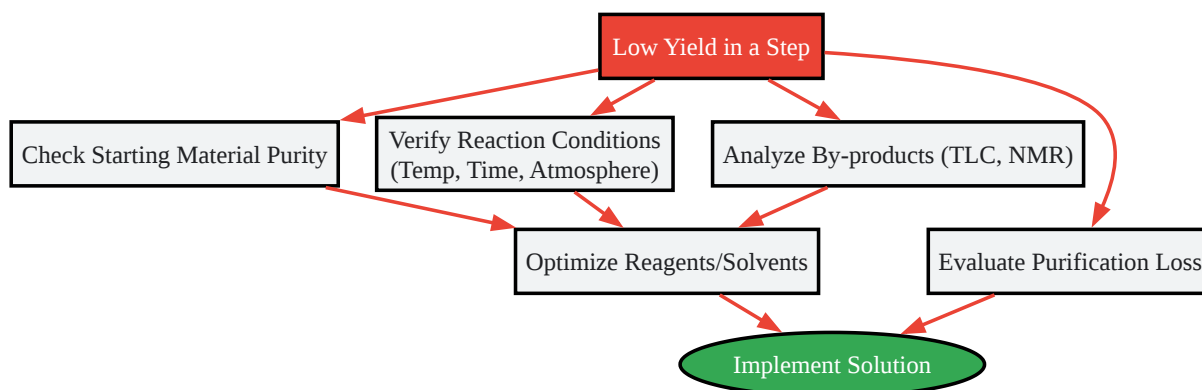 Low Yield in a Step
Check Starting Material Purity
Verify Reaction Conditions
(Temp, Time, Atmosphere)
Analyze By-products (TLC, NMR)
Optimize Reagents/Solvents
Evaluate Purification Loss
Implement Solution